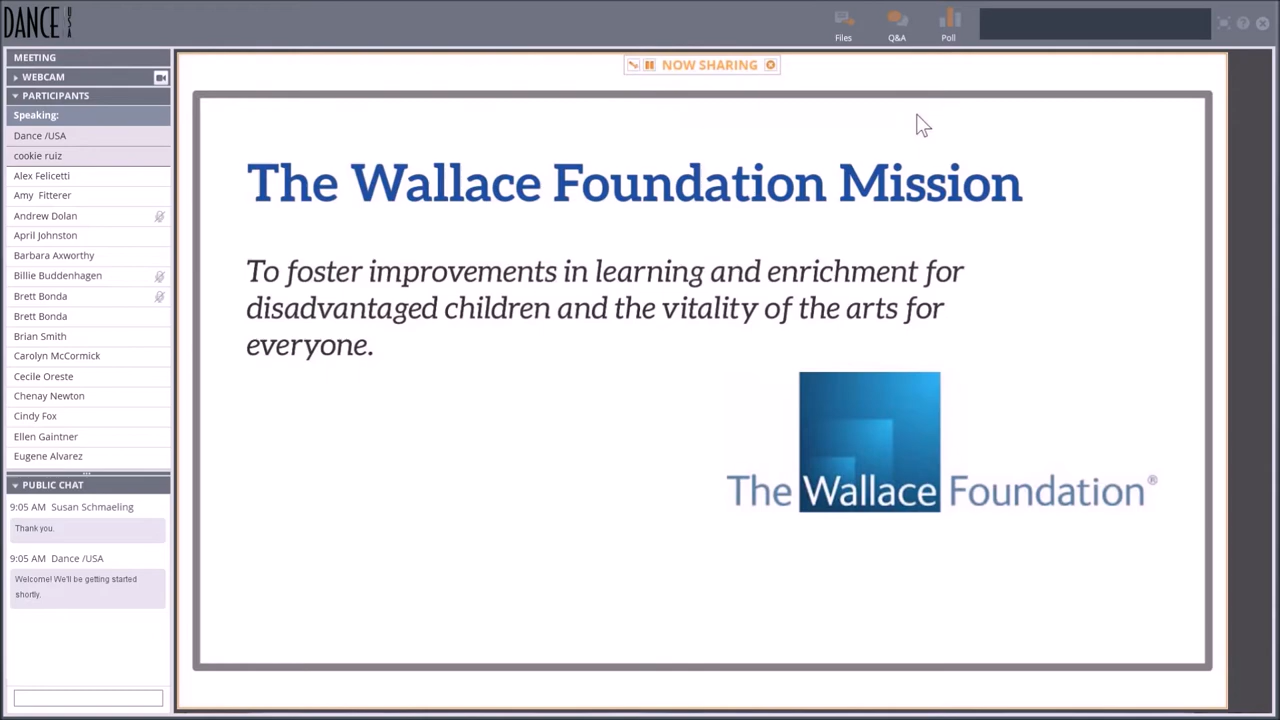 DANCE USA
Files
Q&A
Poll
MEETING
WEBCAM
PARTICIPANTS
Speaking:
Dance /USA
cookie ruiz
Alex Felicetti
Amy Fitterer
Andrew Dolan
April Johnston
Barbara Axworthy
Billie Buddenhagen
Brett Bonda
Brett Bonda
Brian Smith
Carolyn McCormick
Cecile Oreste
Chenay Newton
Cindy Fox
Ellen Gaintner
Eugene Alvarez
PUBLIC CHAT
9:05 AM Susan Schmaeling
Thank you.
9:05 AM Dance /USA
Welcome! We'll be getting started
shortly.
NOW SHARING
The Wallace Foundation Mission
To foster improvements in learning and enrichment for
disadvantaged children and the vitality of the arts for
everyone.
The Wallace Foundation®